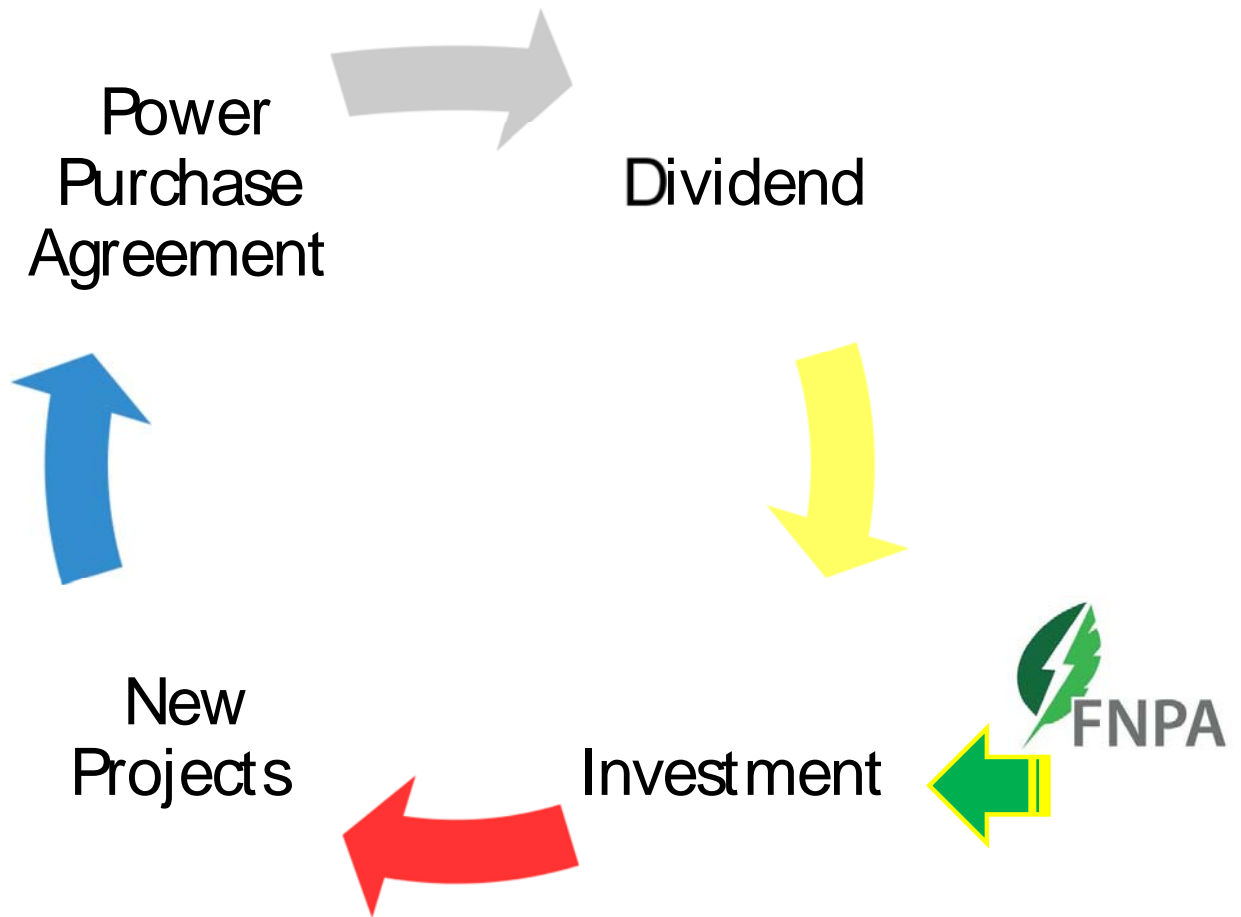 Power
Purchase
Agreement
Dividend
New
Projects
Investment
FNPA